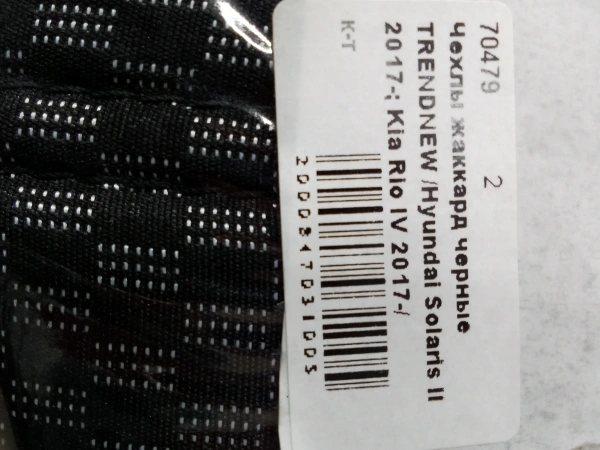 70479 2
Чехлы жаккард черные
TRENDNEW /Hyundai Solaris II
2017-; Kia Rio IV 2017-/
К-Т
2000847031005